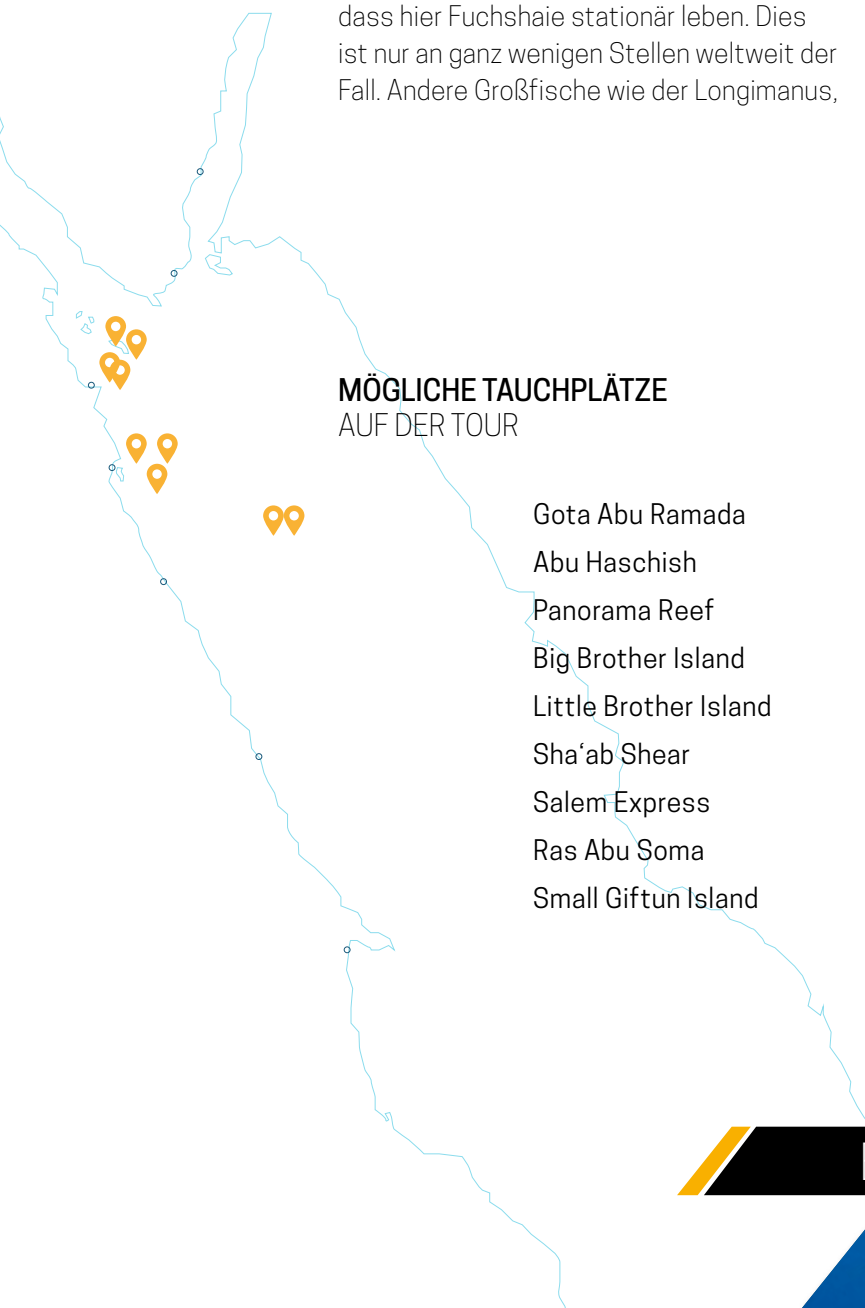 dass hier Fuchshaie stationär leben. Dies
ist nur an ganz wenigen Stellen weltweit der
Fall. Andere Großfische wie der Longimanus,
MÖGLICHE TAUCHPLÄTZE
AUF DER TOUR
Gota Abu Ramada
Abu Haschish
Panorama Reef
Big Brother Island
Little Brother Island
Sha‘ab Shear
Salem Express
Ras Abu Soma
Small Giftun Island